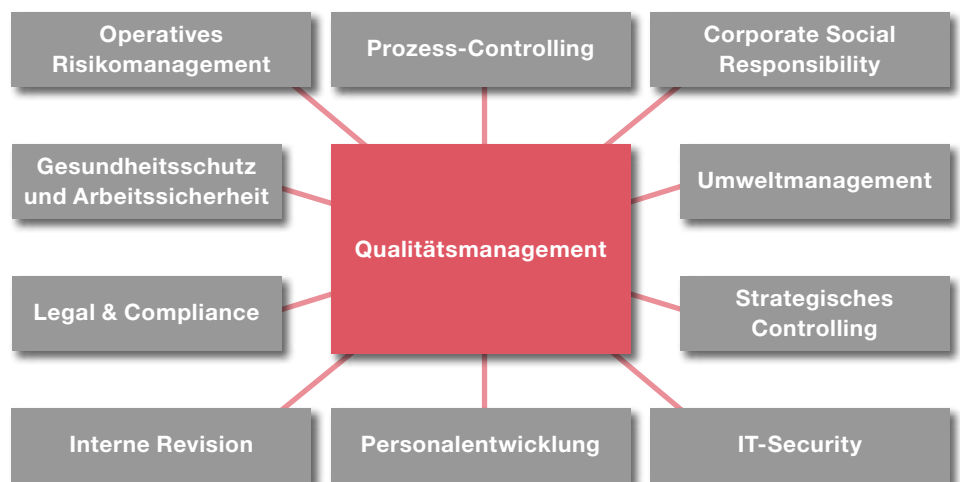 Operatives
Risikomanagement
Prozess-Controlling
Corporate Social
Responsibility
Gesundheitsschutz
und Arbeitssicherheit
Umweltmanagement
Qualitätsmanagement
Legal & Compliance
Strategisches
Controlling
Interne Revision
Personalentwicklung
IT-Security